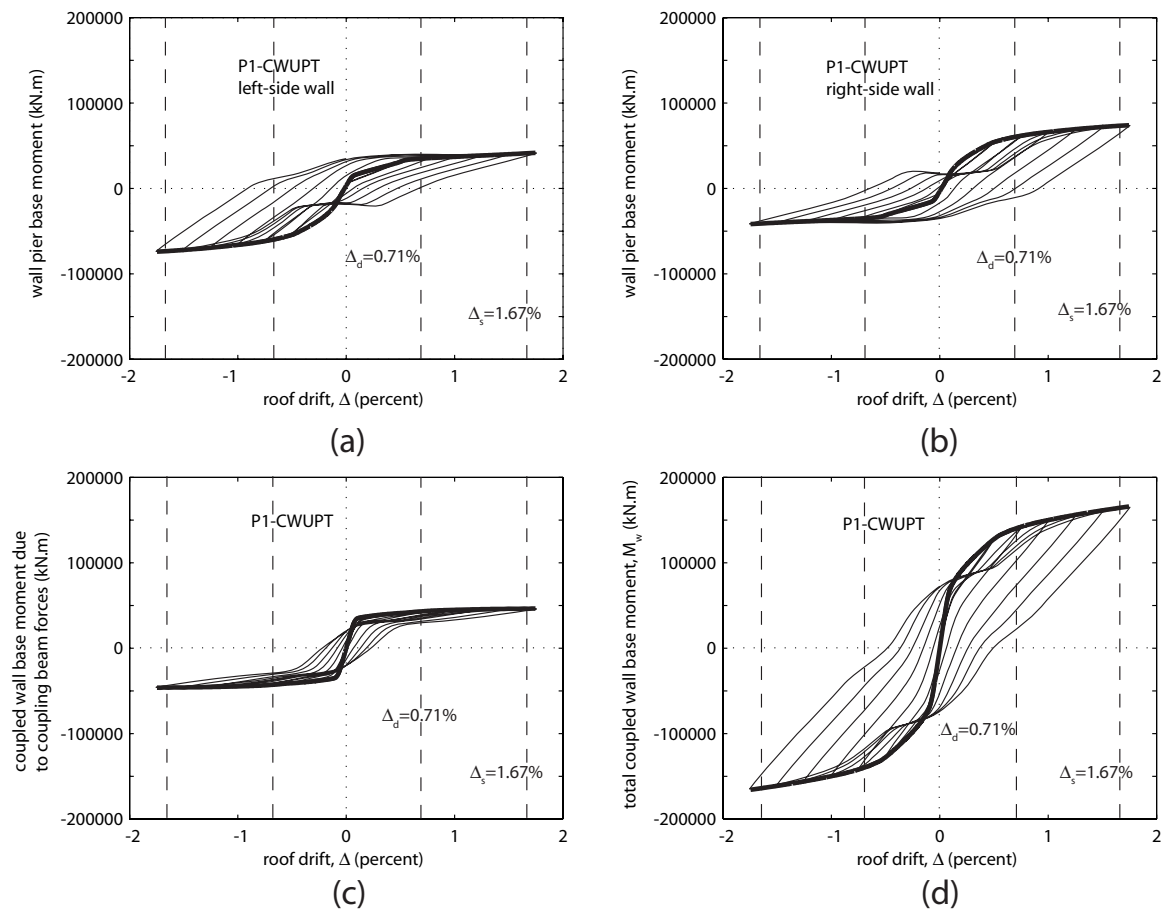 200000
100000
0
-100000
-200000
-2
-1
0
1
2
wall pier base moment (kN.m)
roof drift, Δ (percent)
P1-CWUPT
left-side wall
Δd=0.71%
Δs=1.67%
(a)
200000
100000
0
-100000
-200000
-2
-1
0
1
2
wall pier base moment (kN.m)
roof drift, Δ (percent)
P1-CWUPT
right-side wall
Δd=0.71%
Δs=1.67%
(b)
200000
100000
0
-100000
-200000
-2
-1
0
1
2
coupled wall base moment due
to coupling beam forces (kN.m)
roof drift, Δ (percent)
P1-CWUPT
Δd=0.71%
Δs=1.67%
(c)
200000
100000
0
-100000
-200000
-2
-1
0
1
2
total coupled wall base moment, Mw (kN.m)
roof drift, Δ (percent)
P1-CWUPT
Δd=0.71%
Δs=1.67%
(d)